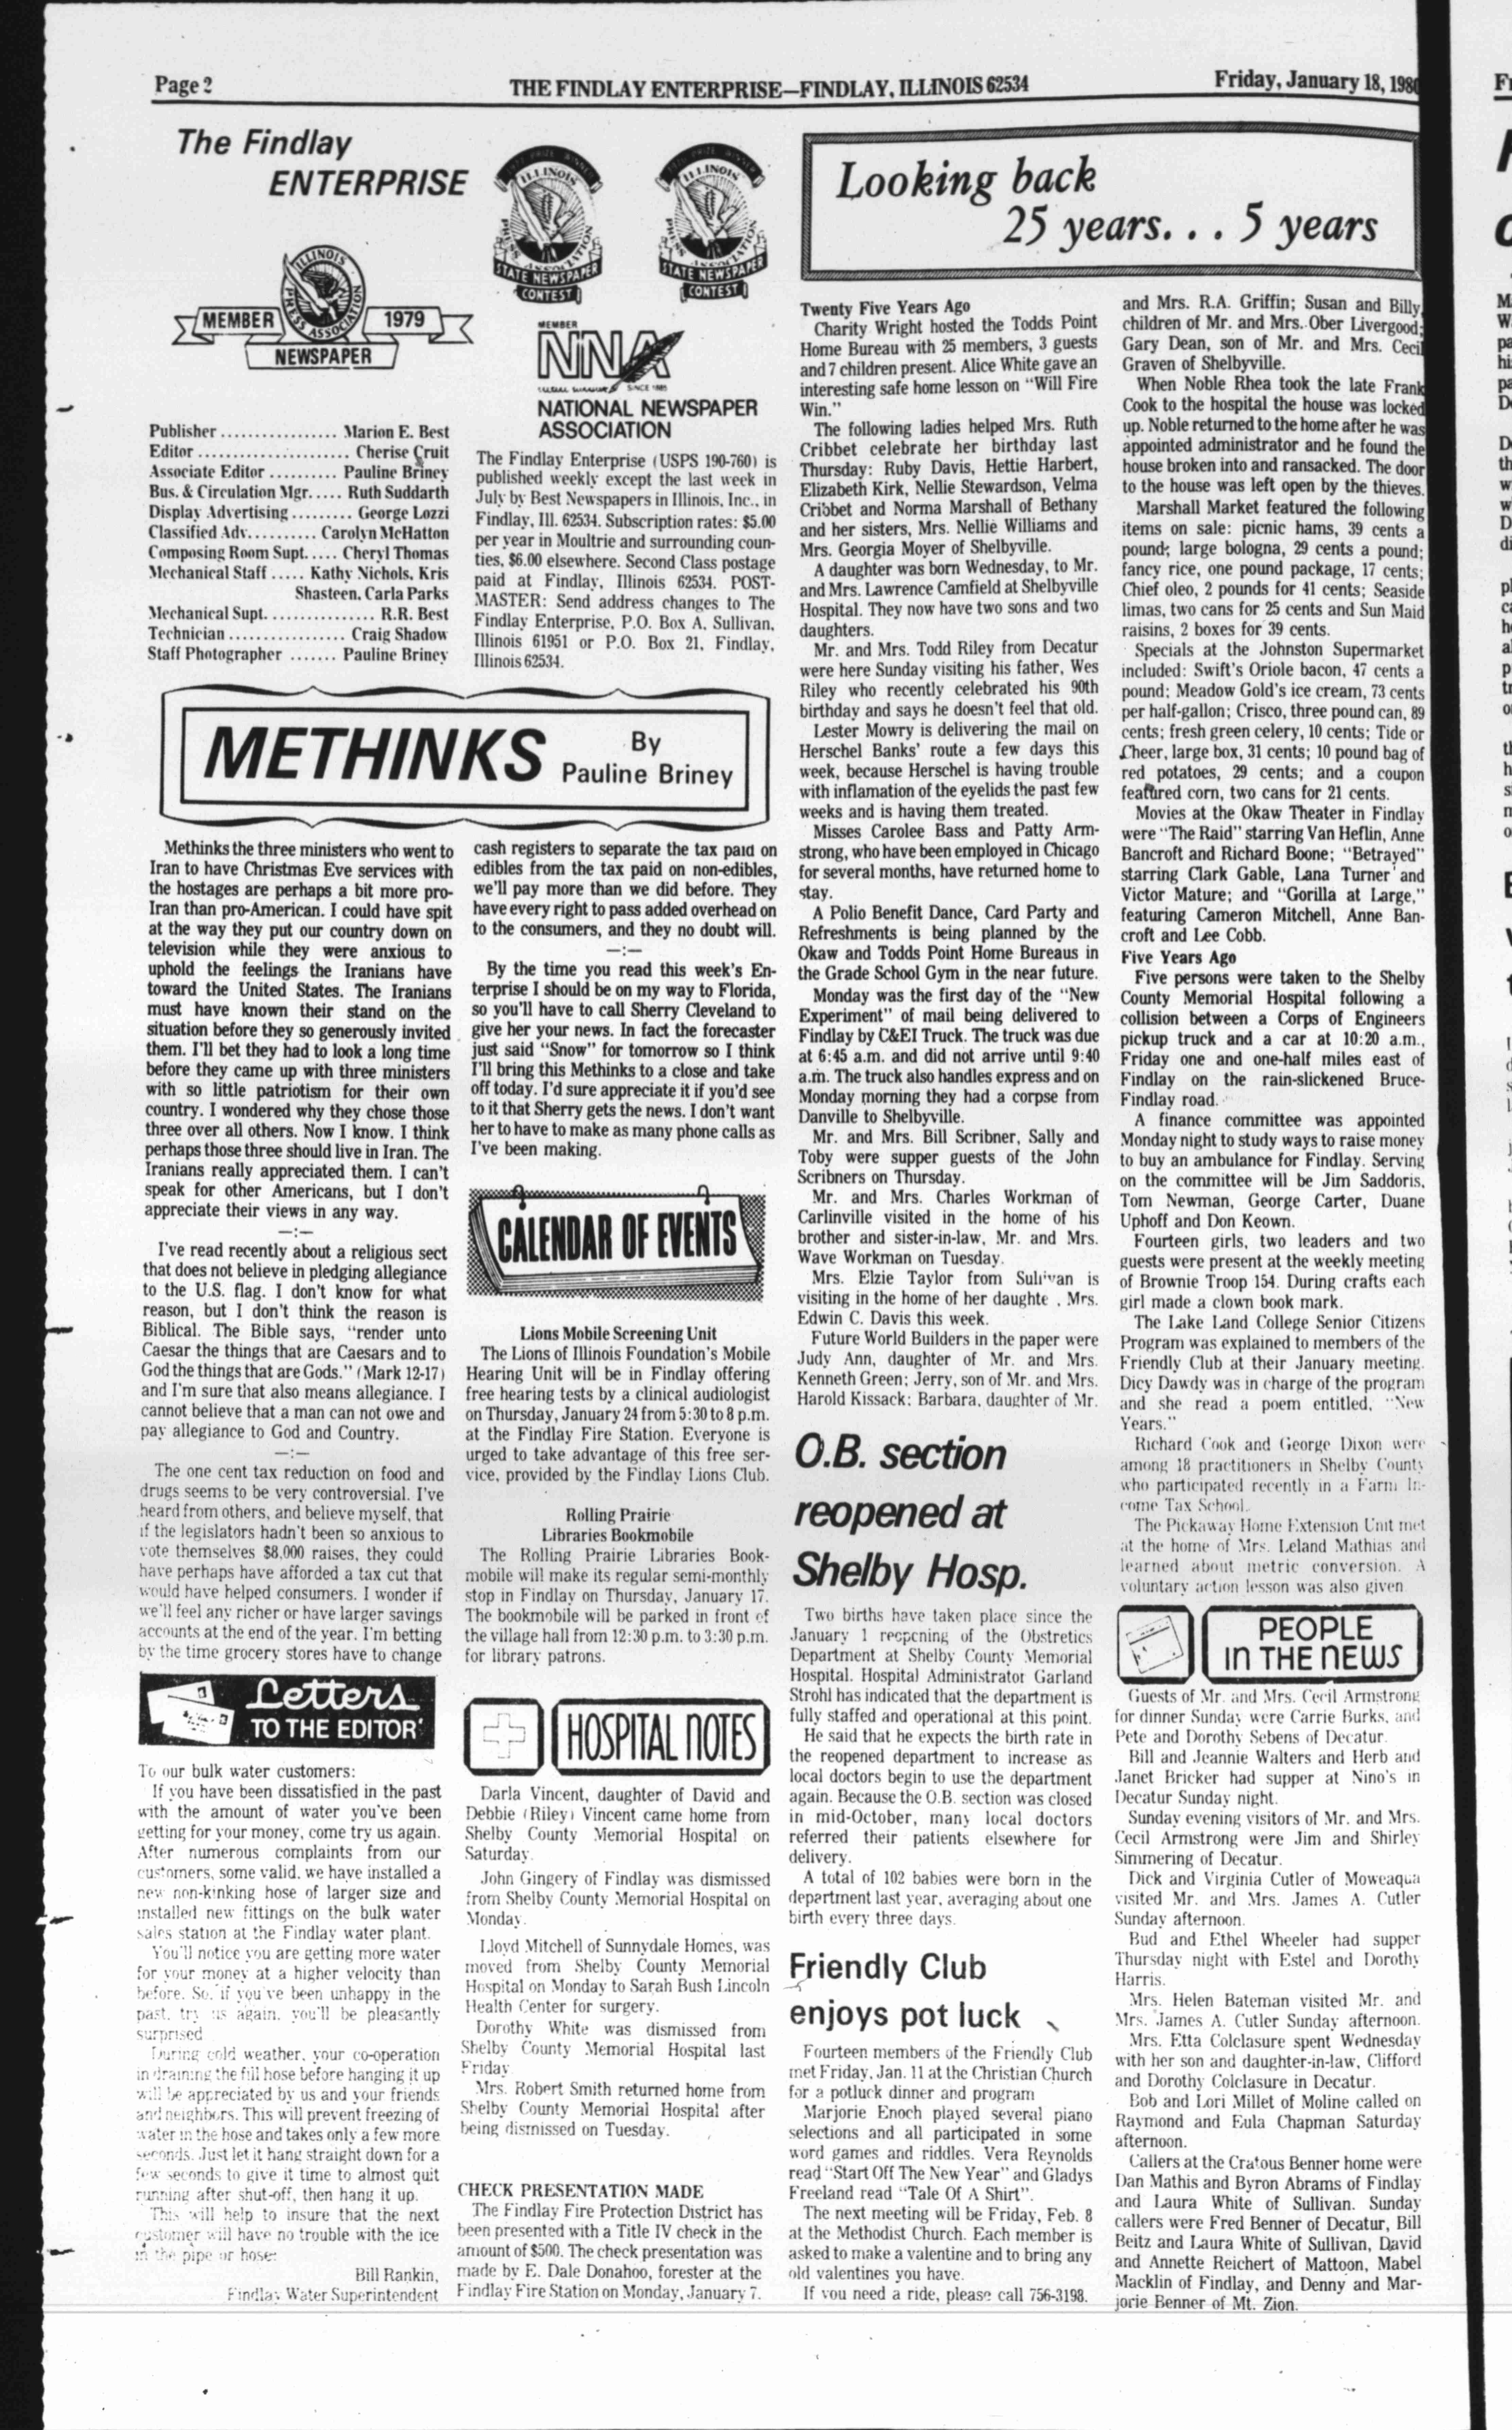 Page 2
THE FINDLAY ENTERPRISE—FINDLAY, ILLINOIS 62534
Friday, January 18, 1980
The Findlay
ENTERPRISE
ILLINOIS
PRESS ASSOCIATION
MEMBER
1979
NEWSPAPER
ILLINOIS
PRESS ASSOCIATION
STATE NEWSPAPER
CONTEST
ILLINOIS
PRESS ASSOCIATION
STATE NEWSPAPER
CONTEST
MEMBER
NNA
SINCE 1885
NATIONAL NEWSPAPER
ASSOCIATION
Publisher ................ Marion E. Best
Editor ...................... Cherise Cruit
Associate Editor .......... Pauline Briney
Bus. & Circulation Mgr. .... Ruth Suddarth
Display Advertising ......... George Lozzi
Classified Adv. ......... Carolyn McHatton
Composing Room Supt. .... Cheryl Thomas
Mechanical Staff ..... Kathy Nichols, Kris
Shasteen, Carla Parks
Mechanical Supt. .............. R.R. Best
Technician ................ Craig Shadow
Staff Photographer ....... Pauline Briney
The Findlay Enterprise (USPS 190-760) is
published weekly except the last week in
July by Best Newspapers in Illinois, Inc., in
Findlay, Ill. 62534. Subscription rates: $5.00
per year in Moultrie and surrounding coun-
ties, $6.00 elsewhere. Second Class postage
paid at Findlay, Illinois 62534. POST-
MASTER: Send address changes to The
Findlay Enterprise, P.O. Box A, Sullivan,
Illinois 61951 or P.O. Box 21, Findlay,
Illinois 62534.
METHINKS
By
Pauline Briney
Methinks the three ministers who went to
Iran to have Christmas Eve services with
the hostages are perhaps a bit more pro-
Iran than pro-American. I could have spit
at the way they put our country down on
television while they were anxious to
uphold the feelings the Iranians have
toward the United States. The Iranians
must have known their stand on the
situation before they so generously invited
them. I'll bet they had to look a long time
before they came up with three ministers
with so little patriotism for their own
country. I wondered why they chose those
three over all others. Now I know. I think
perhaps those three should live in Iran. The
Iranians really appreciated them. I can't
speak for other Americans, but I don't
appreciate their views in any way.
—:—
I've read recently about a religious sect
that does not believe in pledging allegiance
to the U.S. flag. I don't know for what
reason, but I don't think the reason is
Biblical. The Bible says, "render unto
Caesar the things that are Caesars and to
God the things that are Gods." (Mark 12-17)
and I'm sure that also means allegiance. I
cannot believe that a man can not owe and
pay allegiance to God and Country.
—:—
The one cent tax reduction on food and
drugs seems to be very controversial. I've
heard from others, and believe myself, that
if the legislators hadn't been so anxious to
vote themselves $8,000 raises, they could
have perhaps have afforded a tax cut that
would have helped consumers. I wonder if
we'll feel any richer or have larger savings
accounts at the end of the year. I'm betting
by the time grocery stores have to change
cash registers to separate the tax paid on
edibles from the tax paid on non-edibles,
we'll pay more than we did before. They
have every right to pass added overhead on
to the consumers, and they no doubt will.
—:—
By the time you read this week's En-
terprise I should be on my way to Florida,
so you'll have to call Sherry Cleveland to
give her your news. In fact the forecaster
just said "Snow" for tomorrow so I think
I'll bring this Methinks to a close and take
off today. I'd sure appreciate it if you'd see
to it that Sherry gets the news. I don't want
her to have to make as many phone calls as
I've been making.
Letters
TO THE EDITOR
To our bulk water customers:
If you have been dissatisfied in the past
with the amount of water you've been
getting for your money, come try us again.
After numerous complaints from our
customers, some valid, we have installed a
new non-kinking hose of larger size and
installed new fittings on the bulk water
sales station at the Findlay water plant.
You'll notice you are getting more water
for your money at a higher velocity than
before. So, if you've been unhappy in the
past, try us again, you'll be pleasantly
surprised.
During cold weather, your co-operation
in draining the fill hose before hanging it up
will be appreciated by us and your friends
and neighbors. This will prevent freezing of
water in the hose and takes only a few more
seconds. Just let it hang straight down for a
few seconds to give it time to almost quit
running after shut-off, then hang it up.
This will help to insure that the next
customer will have no trouble with the ice
in the pipe or hose.
Bill Rankin,
Findlay Water Superintendent
CALENDAR OF EVENTS
Lions Mobile Screening Unit
The Lions of Illinois Foundation's Mobile
Hearing Unit will be in Findlay offering
free hearing tests by a clinical audiologist
on Thursday, January 24 from 5:30 to 8 p.m.
at the Findlay Fire Station. Everyone is
urged to take advantage of this free ser-
vice, provided by the Findlay Lions Club.
Rolling Prairie
Libraries Bookmobile
The Rolling Prairie Libraries Book-
mobile will make its regular semi-monthly
stop in Findlay on Thursday, January 17.
The bookmobile will be parked in front of
the village hall from 12:30 p.m. to 3:30 p.m.
for library patrons.
HOSPITAL NOTES
Darla Vincent, daughter of David and
Debbie (Riley) Vincent came home from
Shelby County Memorial Hospital on
Saturday.
John Gingery of Findlay was dismissed
from Shelby County Memorial Hospital on
Monday.
Lloyd Mitchell of Sunnydale Homes, was
moved from Shelby County Memorial
Hospital on Monday to Sarah Bush Lincoln
Health Center for surgery.
Dorothy White was dismissed from
Shelby County Memorial Hospital last
Friday.
Mrs. Robert Smith returned home from
Shelby County Memorial Hospital after
being dismissed on Tuesday.
CHECK PRESENTATION MADE
The Findlay Fire Protection District has
been presented with a Title IV check in the
amount of $500. The check presentation was
made by E. Dale Donahoo, forester at the
Findlay Fire Station on Monday, January 7.
Looking back
25 years. . . 5 years
Twenty Five Years Ago
Charity Wright hosted the Todds Point
Home Bureau with 25 members, 3 guests
and 7 children present. Alice White gave an
interesting safe home lesson on "Will Fire
Win."
The following ladies helped Mrs. Ruth
Cribbet celebrate her birthday last
Thursday: Ruby Davis, Hettie Harbert,
Elizabeth Kirk, Nellie Stewardson, Velma
Cribbet and Norma Marshall of Bethany
and her sisters, Mrs. Nellie Williams and
Mrs. Georgia Moyer of Shelbyville.
A daughter was born Wednesday, to Mr.
and Mrs. Lawrence Camfield at Shelbyville
Hospital. They now have two sons and two
daughters.
Mr. and Mrs. Todd Riley from Decatur
were here Sunday visiting his father, Wes
Riley who recently celebrated his 90th
birthday and says he doesn't feel that old.
Lester Mowry is delivering the mail on
Herschel Banks' route a few days this
week, because Herschel is having trouble
with inflamation of the eyelids the past few
weeks and is having them treated.
Misses Carolee Bass and Patty Arm-
strong, who have been employed in Chicago
for several months, have returned home to
stay.
A Polio Benefit Dance, Card Party and
Refreshments is being planned by the
Okaw and Todds Point Home Bureaus in
the Grade School Gym in the near future.
Monday was the first day of the "New
Experiment" of mail being delivered to
Findlay by C&EI Truck. The truck was due
at 6:45 a.m. and did not arrive until 9:40
a.m. The truck also handles express and on
Monday morning they had a corpse from
Danville to Shelbyville.
Mr. and Mrs. Bill Scribner, Sally and
Toby were supper guests of the John
Scribners on Thursday.
Mr. and Mrs. Charles Workman of
Carlinville visited in the home of his
brother and sister-in-law, Mr. and Mrs.
Wave Workman on Tuesday.
Mrs. Elzie Taylor from Sullivan is
visiting in the home of her daughte , Mrs.
Edwin C. Davis this week.
Future World Builders in the paper were
Judy Ann, daughter of Mr. and Mrs.
Kenneth Green; Jerry, son of Mr. and Mrs.
Harold Kissack; Barbara, daughter of Mr.
and Mrs. R.A. Griffin; Susan and Billy,
children of Mr. and Mrs. Ober Livergood;
Gary Dean, son of Mr. and Mrs. Cecil
Graven of Shelbyville.
When Noble Rhea took the late Frank
Cook to the hospital the house was locked
up. Noble returned to the home after he was
appointed administrator and he found the
house broken into and ransacked. The door
to the house was left open by the thieves.
Marshall Market featured the following
items on sale: picnic hams, 39 cents a
pound; large bologna, 29 cents a pound;
fancy rice, one pound package, 17 cents;
Chief oleo, 2 pounds for 41 cents; Seaside
limas, two cans for 25 cents and Sun Maid
raisins, 2 boxes for 39 cents.
Specials at the Johnston Supermarket
included: Swift's Oriole bacon, 47 cents a
pound; Meadow Gold's ice cream, 73 cents
per half-gallon; Crisco, three pound can, 89
cents; fresh green celery, 10 cents; Tide or
Cheer, large box, 31 cents; 10 pound bag of
red potatoes, 29 cents; and a coupon
featured corn, two cans for 21 cents.
Movies at the Okaw Theater in Findlay
were "The Raid" starring Van Heflin, Anne
Bancroft and Richard Boone; "Betrayed"
starring Clark Gable, Lana Turner and
Victor Mature; and "Gorilla at Large,"
featuring Cameron Mitchell, Anne Ban-
croft and Lee Cobb.
Five Years Ago
Five persons were taken to the Shelby
County Memorial Hospital following a
collision between a Corps of Engineers
pickup truck and a car at 10:20 a.m.,
Friday one and one-half miles east of
Findlay on the rain-slickened Bruce-
Findlay road.
A finance committee was appointed
Monday night to study ways to raise money
to buy an ambulance for Findlay. Serving
on the committee will be Jim Saddoris,
Tom Newman, George Carter, Duane
Uphoff and Don Keown.
Fourteen girls, two leaders and two
guests were present at the weekly meeting
of Brownie Troop 154. During crafts each
girl made a clown book mark.
The Lake Land College Senior Citizens
Program was explained to members of the
Friendly Club at their January meeting.
Dicy Dawdy was in charge of the program
and she read a poem entitled, "New
Years."
Richard Cook and George Dixon were
among 18 practitioners in Shelby County
who participated recently in a Farm In-
come Tax School.
The Pickaway Home Extension Unit met
at the home of Mrs. Leland Mathias and
learned about metric conversion. A
voluntary action lesson was also given.
O.B. section
reopened at
Shelby Hosp.
Two births have taken place since the
January 1 reopening of the Obstretics
Department at Shelby County Memorial
Hospital. Hospital Administrator Garland
Strohl has indicated that the department is
fully staffed and operational at this point.
He said that he expects the birth rate in
the reopened department to increase as
local doctors begin to use the department
again. Because the O.B. section was closed
in mid-October, many local doctors
referred their patients elsewhere for
delivery.
A total of 102 babies were born in the
department last year, averaging about one
birth every three days.
Friendly Club
enjoys pot luck
Fourteen members of the Friendly Club
met Friday, Jan. 11 at the Christian Church
for a potluck dinner and program
Marjorie Enoch played several piano
selections and all participated in some
word games and riddles. Vera Reynolds
read "Start Off The New Year" and Gladys
Freeland read "Tale Of A Shirt".
The next meeting will be Friday, Feb. 8
at the Methodist Church. Each member is
asked to make a valentine and to bring any
old valentines you have.
If you need a ride, please call 756-3198.
PEOPLE
IN THE NEWS
Guests of Mr. and Mrs. Cecil Armstrong
for dinner Sunday were Carrie Burks, and
Pete and Dorothy Sebens of Decatur.
Bill and Jeannie Walters and Herb and
Janet Bricker had supper at Nino's in
Decatur Sunday night.
Sunday evening visitors of Mr. and Mrs.
Cecil Armstrong were Jim and Shirley
Simmering of Decatur.
Dick and Virginia Cutler of Moweaqua
visited Mr. and Mrs. James A. Cutler
Sunday afternoon.
Bud and Ethel Wheeler had supper
Thursday night with Estel and Dorothy
Harris.
Mrs. Helen Bateman visited Mr. and
Mrs. James A. Cutler Sunday afternoon.
Mrs. Etta Colclasure spent Wednesday
with her son and daughter-in-law, Clifford
and Dorothy Colclasure in Decatur.
Bob and Lori Millet of Moline called on
Raymond and Eula Chapman Saturday
afternoon.
Callers at the Cratous Benner home were
Dan Mathis and Byron Abrams of Findlay
and Laura White of Sullivan. Sunday
callers were Fred Benner of Decatur, Bill
Beitz and Laura White of Sullivan, David
and Annette Reichert of Mattoon, Mabel
Macklin of Findlay, and Denny and Mar-
jorie Benner of Mt. Zion.